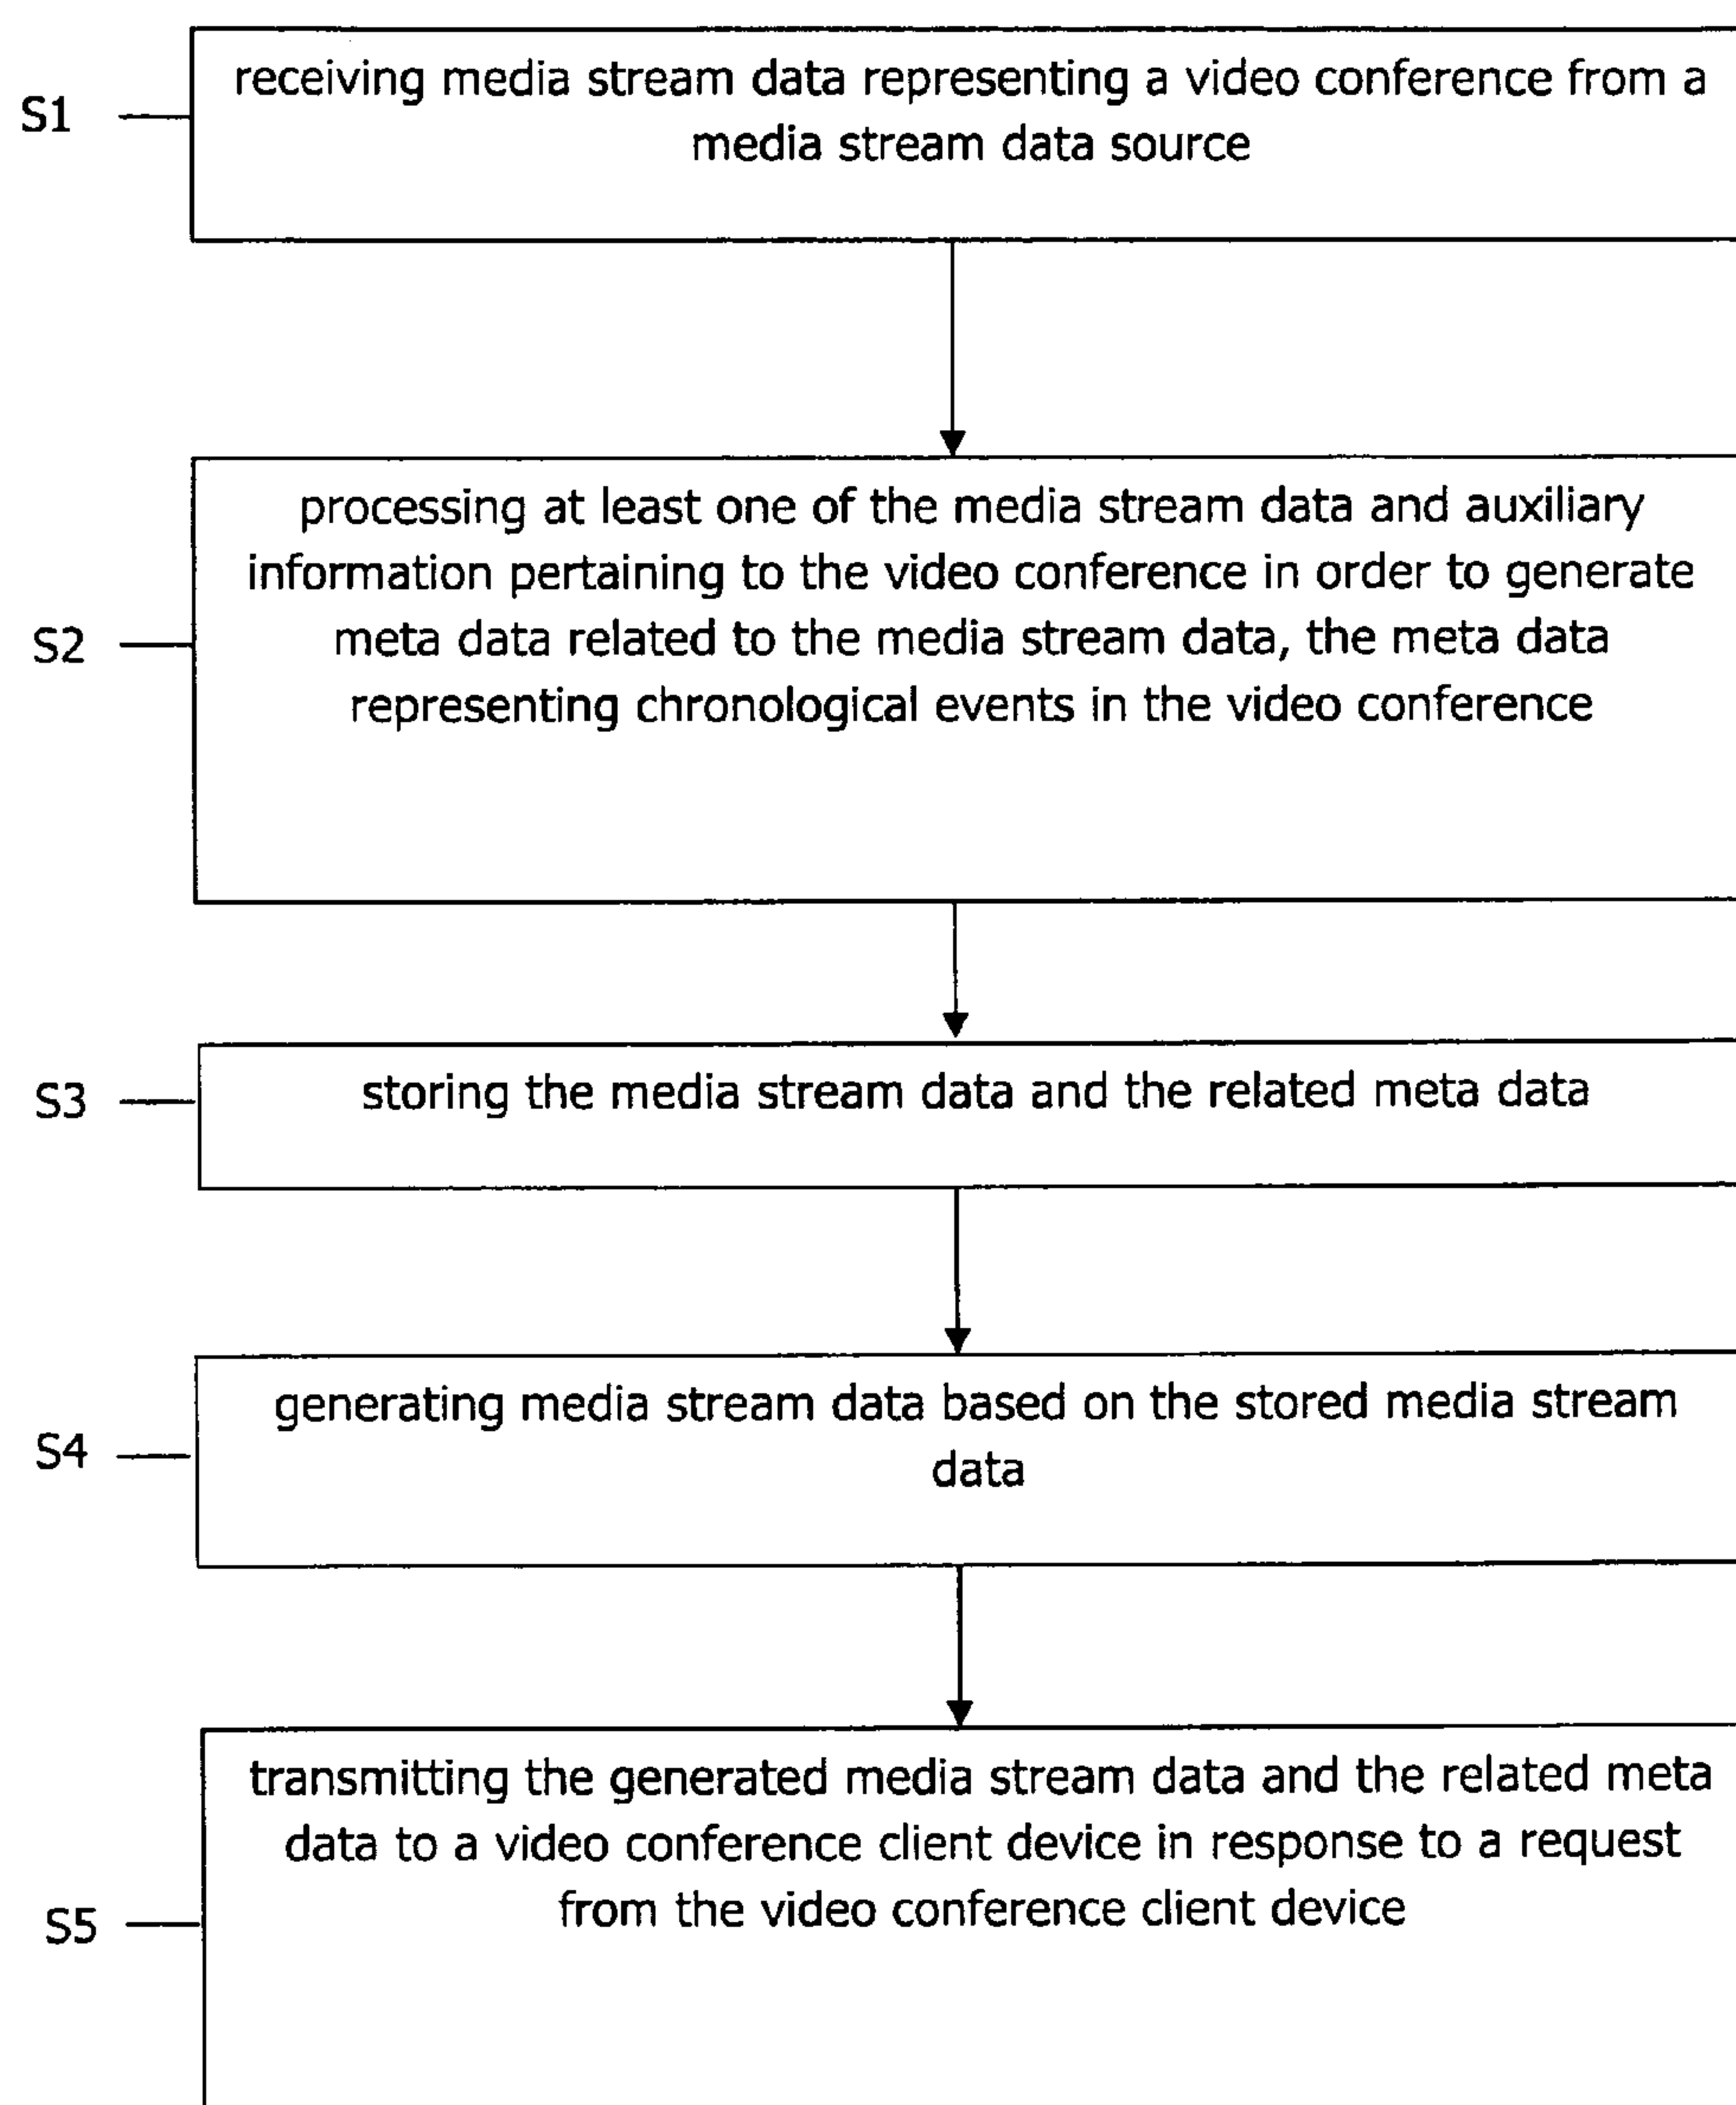 S1
receiving media stream data representing a video conference from a
media stream data source
S2
processing at least one of the media stream data and auxiliary
information pertaining to the video conference in order to generate
meta data related to the media stream data, the meta data
representing chronological events in the video conference
S3
storing the media stream data and the related meta data
S4
generating media stream data based on the stored media stream
data
S5
transmitting the generated media stream data and the related meta
data to a video conference client device in response to a request
from the video conference client device